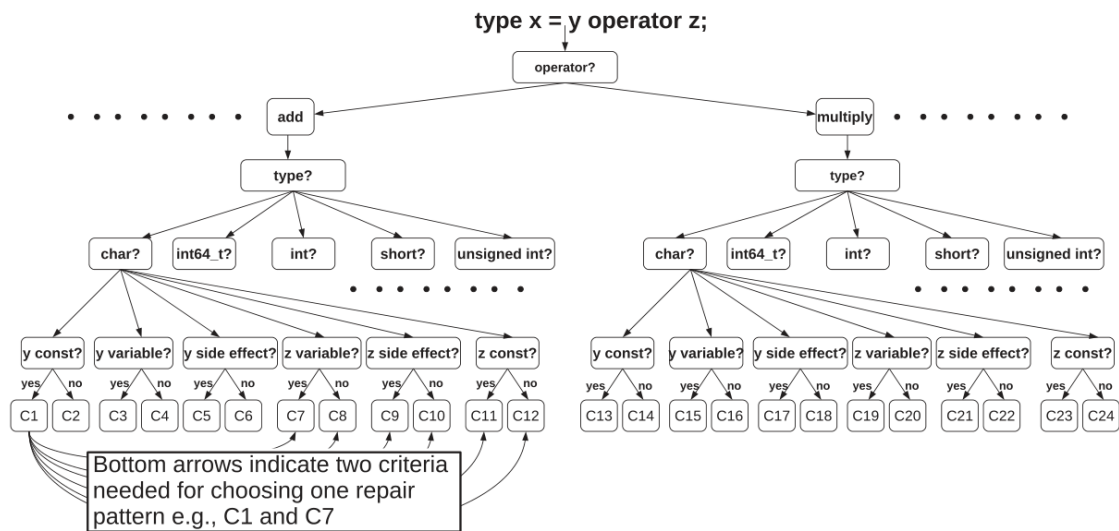 type x = y operator z;
operator?
add multiply
type? type?
char? int64_t? int? short? unsigned int? char? int64_t? int? short? unsigned int?
y const? y variable? y side effect? z variable? z side effect? z const? y const? y variable? y side effect? z variable? z side effect? z const?
yes no yes no yes no yes no yes no yes no yes no yes no yes no yes no yes no yes no
C1 C2 C3 C4 C5 C6 C7 C8 C9 C10 C11 C12 C13 C14 C15 C16 C17 C18 C19 C20 C21 C22 C23 C24
Bottom arrows indicate two criteria
needed for choosing one repair
pattern e.g., C1 and C7